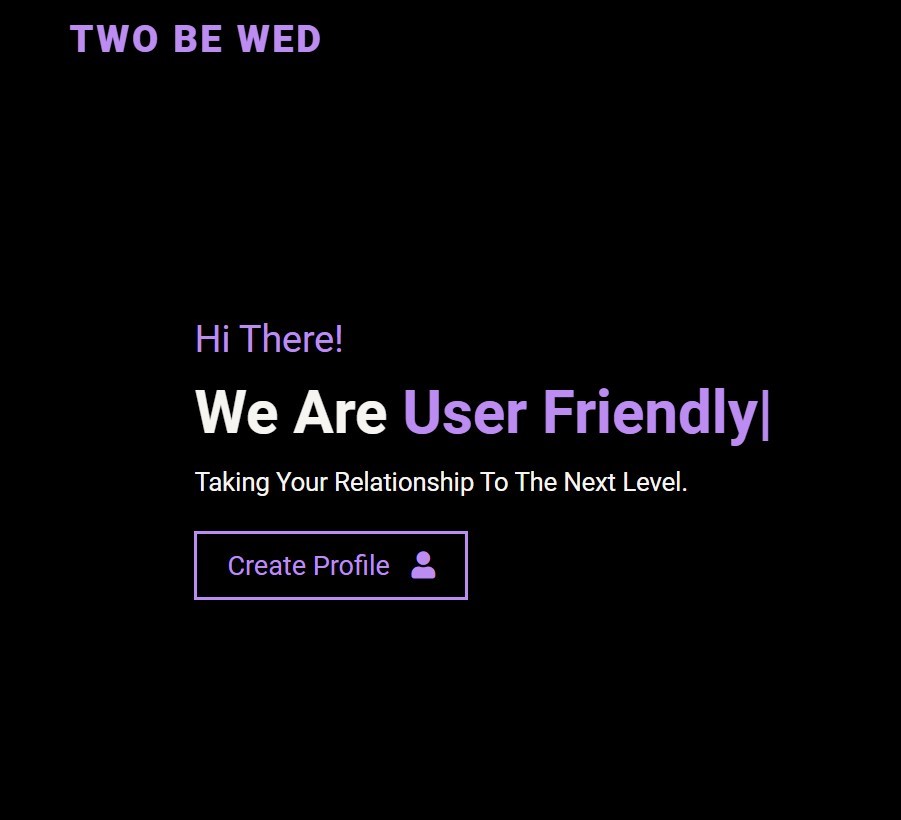 TWO BE WED
Hi There!
We Are User Friendly|
Taking Your Relationship To The Next Level.
Create Profile